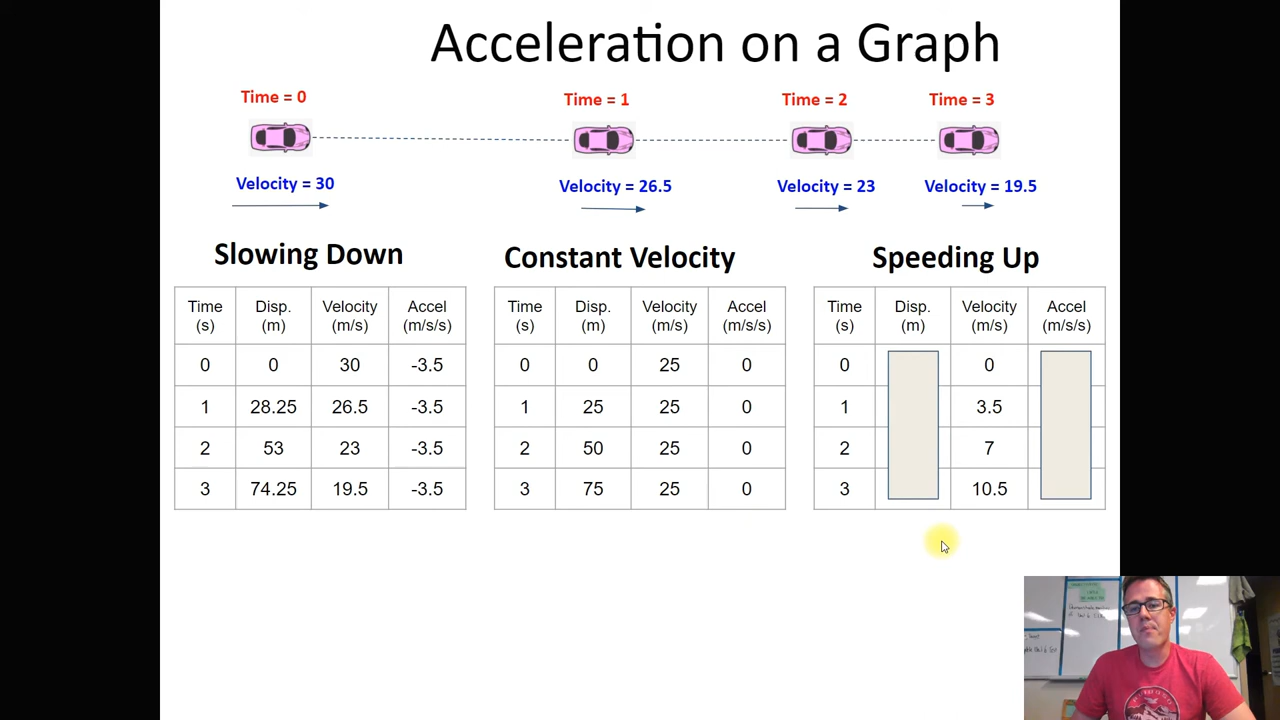 Acceleration on a Graph
Time = 0
Time = 1
Time = 2
Time = 3
Velocity = 30
Velocity = 26.5
Velocity = 23
Velocity = 19.5
Slowing Down
Time (s) Disp. (m) Velocity (m/s) Accel (m/s/s)
0 0 30 -3.5
1 28.25 26.5 -3.5
2 53 23 -3.5
3 74.25 19.5 -3.5
Constant Velocity
Time (s) Disp. (m) Velocity (m/s) Accel (m/s/s)
0 0 25 0
1 25 25 0
2 50 25 0
3 75 25 0
Speeding Up
Time (s) Disp. (m) Velocity (m/s) Accel (m/s/s)
0 0
1 3.5
2 7
3 10.5